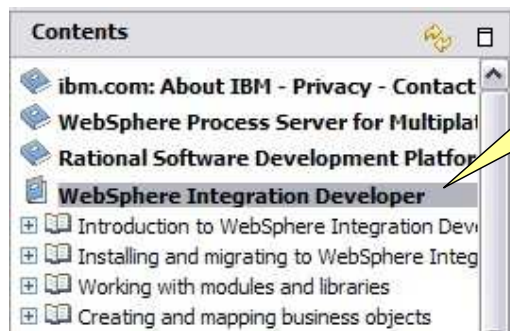 Contents
ibm.com: About IBM - Privacy - Contact
WebSphere Process Server for Multiplat
Rational Software Development Platfor
WebSphere Integration Developer
Introduction to WebSphere Integration Dev
Installing and migrating to WebSphere Integ
Working with modules and libraries
Creating and mapping business objects